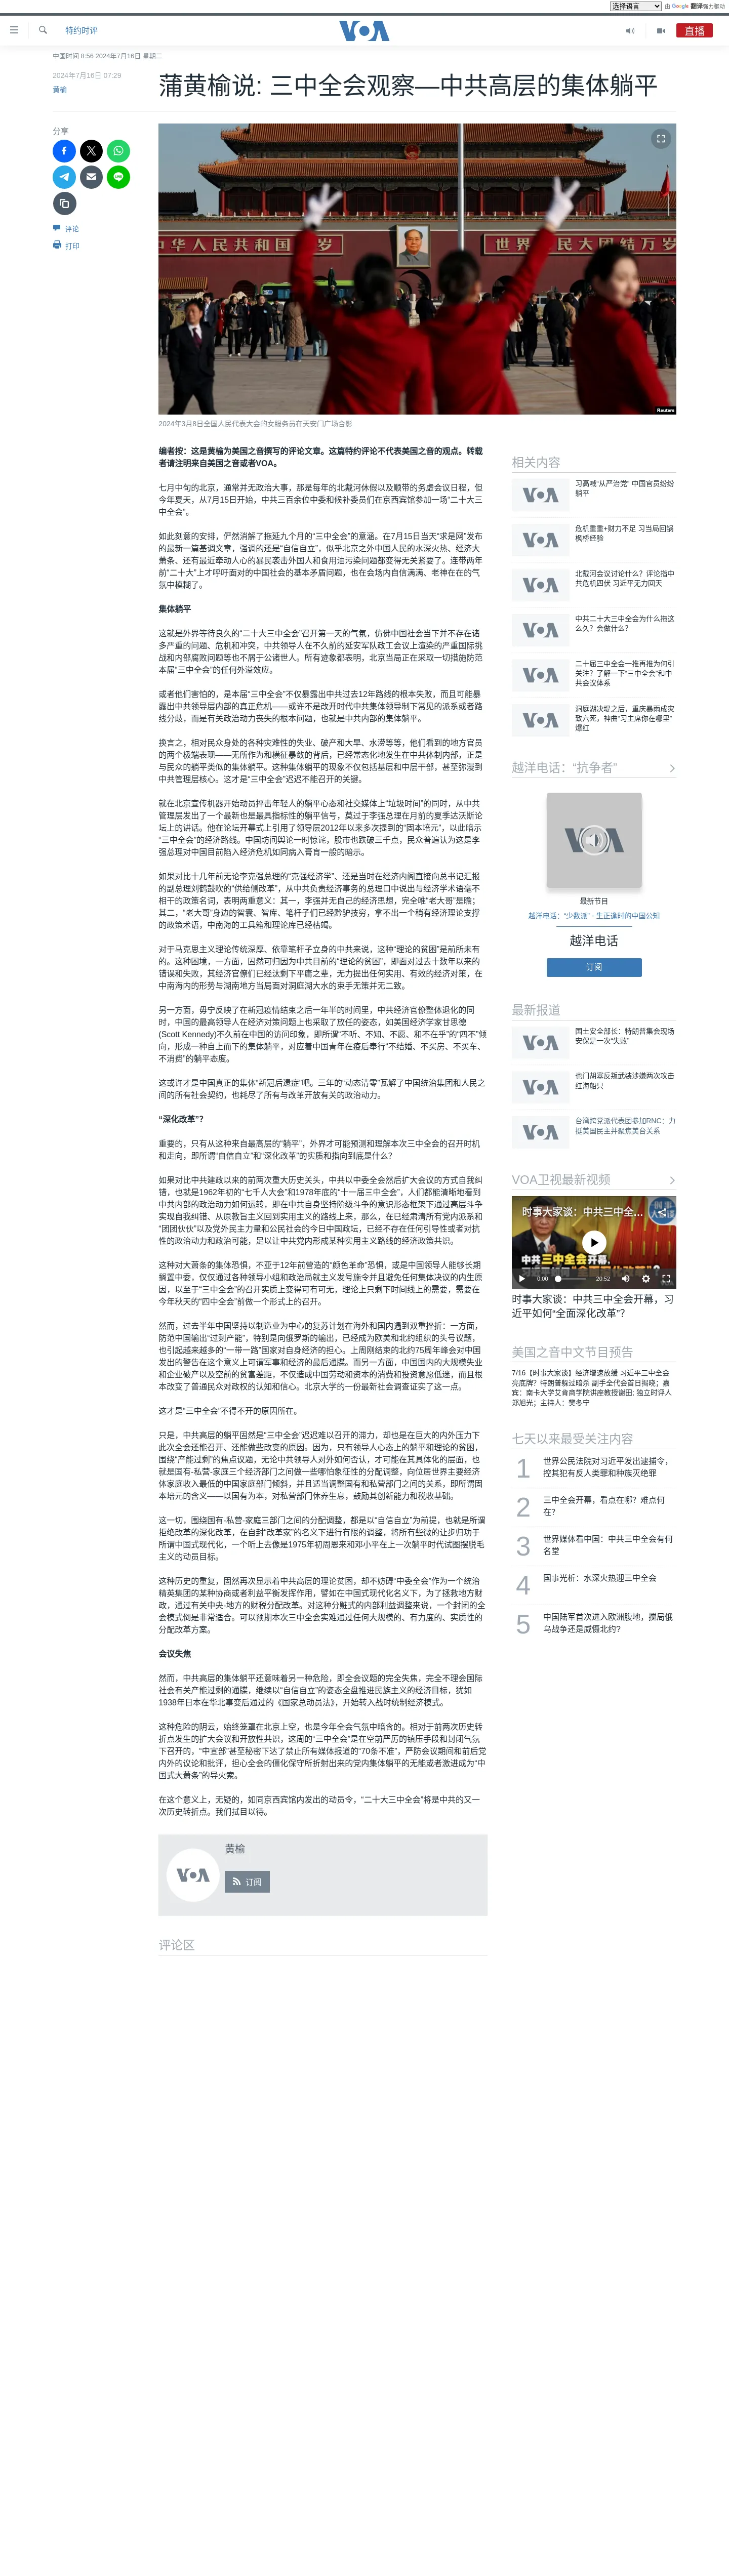 选择语言 由 Google 翻译强力驱动
特约时评
VOA
直播
中国时间 8:56 2024年7月16日 星期二
2024年7月16日 07:29
黄榆
蒲黄榆说: 三中全会观察—中共高层的集体躺平
分享
评论
打印
中华人民共和国万岁
世界人民大团结万岁
Reuters
2024年3月8日全国人民代表大会的女服务员在天安门广场合影
编者按：这是黄榆为美国之音撰写的评论文章。这篇特约评论不代表美国之音的观点。转载
者请注明来自美国之音或者VOA。
七月中旬的北京，通常并无政治大事，那是每年的北戴河休假以及顺带的务虚会议日程，但
今年夏天，从7月15日开始，中共三百余位中委和候补委员们在京西宾馆参加一场“二十大三
中全会”。
如此刻意的安排，俨然消解了拖延九个月的“三中全会”的意涵。在7月15日当天“求是网”发布
的最新一篇基调文章，强调的还是“自信自立”，似乎北京之外中国人民的水深火热、经济大
萧条、还有最近牵动人心的暴民袭击外国人和食用油污染问题都变得无关紧要了。连带两年
前“二十大”上才呼吁面对的中国社会的基本矛盾问题，也在会场内自信满满、老神在在的气
氛中模糊了。
集体躺平
这就是外界等待良久的“二十大三中全会”召开第一天的气氛，仿佛中国社会当下并不存在诸
多严重的问题、危机和冲突，中共领导人在不久前的延安军队政工会议上渲染的严重国际挑
战和内部腐败问题等也不屑于公诸世人。所有迹象都表明，北京当局正在采取一切措施防范
本届“三中全会”的任何外溢效应。
或者他们害怕的，是本届“三中全会”不仅暴露出中共过去12年路线的根本失败，而且可能暴
露出中共领导层内部的真正危机——或许不是改开时代中共集体领导制下常见的派系或者路
线分歧，而是有关政治动力丧失的根本问题，也就是中共内部的集体躺平。
换言之，相对民众身处的各种灾难性的失业、破产和大旱、水涝等等，他们看到的地方官员
的两个极端表现——无所作为和横征暴敛的背后，已经常态化地发生在中共体制内部，正是
与民众的躺平类似的集体躺平。这种集体躺平的现象不仅包括基层和中层干部，甚至弥漫到
中共管理层核心。这才是“三中全会”迟迟不能召开的关键。
就在北京宣传机器开始动员抨击年轻人的躺平心态和社交媒体上“垃圾时间”的同时，从中共
管理层发出了一个最新也是最具指标性的躺平信号，莫过于李强总理在月前的夏季达沃斯论
坛上的讲话。他在论坛开幕式上引用了领导层2012年以来多次提到的“固本培元”，以此暗示
“三中全会”的经济路线。中国坊间舆论一时惊诧，股市也跌破三千点，民众普遍认为这是李
强总理对中国目前陷入经济危机如同病入膏肓一般的暗示。
如果对比十几年前无论李克强总理的“克强经济学”、还是当时在经济内阁直接向总书记汇报
的副总理刘鹤鼓吹的“供给侧改革”，从中共负责经济事务的总理口中说出与经济学术语毫不
相干的政策名词，表明两重意义：其一，李强并无自己的经济思想，完全唯“老大哥”是瞻；
其二，“老大哥”身边的智囊、智库、笔杆子们已经黔驴技穷，拿不出一个稍有经济理论支撑
的政策术语，中南海的工具箱和理论库已经枯竭。
对于马克思主义理论传统深厚、依靠笔杆子立身的中共来说，这种“理论的贫困”是前所未有
的。这种困境，一方面，固然可归因为中共目前的“理论的贫困”，即面对过去十数年以来的
错误和失败，其经济官僚们已经汰剩下平庸之辈，无力提出任何实用、有效的经济对策，在
中南海内的形势与湖南地方当局面对洞庭湖大水的束手无策并无二致。
另一方面，毋宁反映了在新冠疫情结束之后一年半的时间里，中共经济官僚整体退化的同
时，中国的最高领导人在经济对策问题上也采取了放任的姿态，如美国经济学家甘思德
(Scott Kennedy)不久前在中国的访问印象，即所谓“不听、不知、不愿、和不在乎”的“四不”倾
向，形成一种自上而下的集体躺平，对应着中国青年在疫后奉行“不结婚、不买房、不买车、
不消费”的躺平态度。
这或许才是中国真正的集体“新冠后遗症”吧。三年的“动态清零”瓦解了中国统治集团和人民之
间的所有社会契约，也耗尽了所有与改革开放有关的政治动力。
“深化改革”？
重要的，只有从这种来自最高层的“躺平”，外界才可能预测和理解本次三中全会的召开时机
和走向，即所谓“自信自立”和“深化改革”的实质和指向到底是什么？
如果对比中共建政以来的前两次重大历史关头，中共以中委全会然后扩大会议的方式自我纠
错，也就是1962年初的“七千人大会”和1978年底的“十一届三中全会”，人们都能清晰地看到
中共内部的政治动力如何运转，即在中共自身坚持阶级斗争的意识形态框架下通过高层斗争
实现自我纠错、从原教旨主义回到实用主义的路线上来，那么，在已经肃清所有党内派系和
“团团伙伙”以及党外民主力量和公民社会的今日中国政坛，已经不存在任何引导性或者对抗
性的政治动力和政治可能，足以让中共党内形成某种实用主义路线的经济政策共识。
这种对大萧条的集体恐惧，不亚于12年前营造的“颜色革命”恐惧，或是中国领导人能够长期
搁置中委，仅仅通过各种领导小组和政治局就主义发号施令并且避免任何集体决议的内生原
因，以至于“三中全会”的召开实质上变得可有可无，理论上只剩下时间线上的需要，需要在
今年秋天的“四中全会”前做一个形式上的召开。
然而，过去半年中国坚持以制造业为中心的复苏计划在海外和国内遇到双重挫折：一方面，
防范中国输出“过剩产能”，特别是向俄罗斯的输出，已经成为欧美和北约组织的头号议题，
也引起越来越多的“一带一路”国家对自身经济的担心。上周刚结束的北约75周年峰会对中国
发出的警告在这个意义上可谓军事和经济的最后通牒。而另一方面，中国国内的大规模失业
和企业破产以及空前的贫富差距，不仅造成中国劳动和资本的消费和投资意愿低迷，而且根
本改变了普通民众对政权的认知和信心。北京大学的一份最新社会调查证实了这一点。
这才是“三中全会”不得不开的原因所在。
只是，中共高层的躺平固然是“三中全会”迟迟难以召开的滞力，却也是在巨大的内外压力下
此次全会还能召开、还能做些改变的原因。因为，只有领导人心态上的躺平和理论的贫困，
围绕“产能过剩”的焦点议题，无论中共领导人对外如何否认，才可能在其具体化的层面，也
就是国有-私营-家庭三个经济部门之间做一些哪怕象征性的分配调整，向位居世界主要经济
体家庭收入最低的中国家庭部门倾斜，并且适当调整国有和私营部门之间的关系，即所谓固
本培元的含义——以国有为本，对私营部门休养生息，鼓励其创新能力和税收基础。
这一切，围绕国有-私营-家庭三部门之间的分配调整，都是以“自信自立”为前提，也就是所谓
拒绝改革的深化改革，在自封“改革家”的名义下进行有限的调整，将所有些微的让步归功于
所谓中国式现代化，一个听上去像是1975年初周恩来和邓小平在上一次躺平时代试图摆脱毛
主义的动员目标。
这种历史的重复，固然再次显示着中共高层的理论贫困，却不妨碍“中委全会”作为一个统治
精英集团的某种协商或者利益平衡发挥作用，譬如在中国式现代化名义下，为了拯救地方财
政，通过有关中央-地方的财税分配改革。对这种分赃式的内部利益调整来说，一个封闭的全
会模式倒是非常适合。可以预期本次三中全会实难通过任何大规模的、有力度的、实质性的
分配改革方案。
会议失焦
然而，中共高层的集体躺平还意味着另一种危险，即全会议题的完全失焦，完全不理会国际
社会有关产能过剩的通牒，继续以“自信自立”的姿态全盘推进民族主义的经济目标，犹如
1938年日本在华北事变后通过的《国家总动员法》，开始转入战时统制经济模式。
这种危险的阴云，始终笼罩在北京上空，也是今年全会气氛中暗含的。相对于前两次历史转
折点发生的扩大会议和开放性共识，这周的“三中全会”是在空前严厉的镇压手段和封闭气氛
下召开的，“中宣部”甚至秘密下达了禁止所有媒体报道的“70条不准”，严防会议期间和前后党
内外的议论和批评，担心全会的僵化保守所折射出来的党内集体躺平的无能或者激进成为“中
国式大萧条”的导火索。
在这个意义上，无疑的，如同京西宾馆内发出的动员令，“二十大三中全会”将是中共的又一
次历史转折点。我们拭目以待。
VOA
黄榆
订阅
评论区
相关内容
VOA
习高喊“从严治党” 中国官员纷纷
躺平
VOA
危机重重+财力不足 习当局回锅
枫桥经验
VOA
北戴河会议讨论什么？评论指中
共危机四伏 习近平无力回天
VOA
中共二十大三中全会为什么拖这
么久？会做什么？
VOA
二十届三中全会一推再推为何引
关注？了解一下“三中全会”和中
共会议体系
VOA
洞庭湖决堤之后，重庆暴雨成灾
致六死，神曲“习主席你在哪里”
爆红
越洋电话：“抗争者”
VOA
最新节目
越洋电话：“少数派” - 生正逢时的中国公知
越洋电话
订阅
最新报道
VOA
国土安全部长：特朗普集会现场
安保是一次“失败”
VOA
也门胡塞反叛武装涉嫌两次攻击
红海船只
VOA
台湾跨党派代表团参加RNC：力
挺美国民主并聚焦美台关系
VOA卫视最新视频
时事大家谈：中共三中全...
中共三中全会开幕
0:00
20:52
时事大家谈：中共三中全会开幕，习
近平如何“全面深化改革”？
美国之音中文节目预告
7/16【时事大家谈】经济增速放缓 习近平三中全会
亮底牌？特朗普躲过暗杀 副手全代会首日揭晓；嘉
宾：南卡大学艾肯商学院讲座教授谢田; 独立时评人
郑旭光；主持人：樊冬宁
七天以来最受关注内容
1
世界公民法院对习近平发出逮捕令，
控其犯有反人类罪和种族灭绝罪
2
三中全会开幕，看点在哪？难点何
在？
3
世界媒体看中国：中共三中全会有何
名堂
4
国事光析：水深火热迎三中全会
5
中国陆军首次进入欧洲腹地，搅局俄
乌战争还是威慑北约?